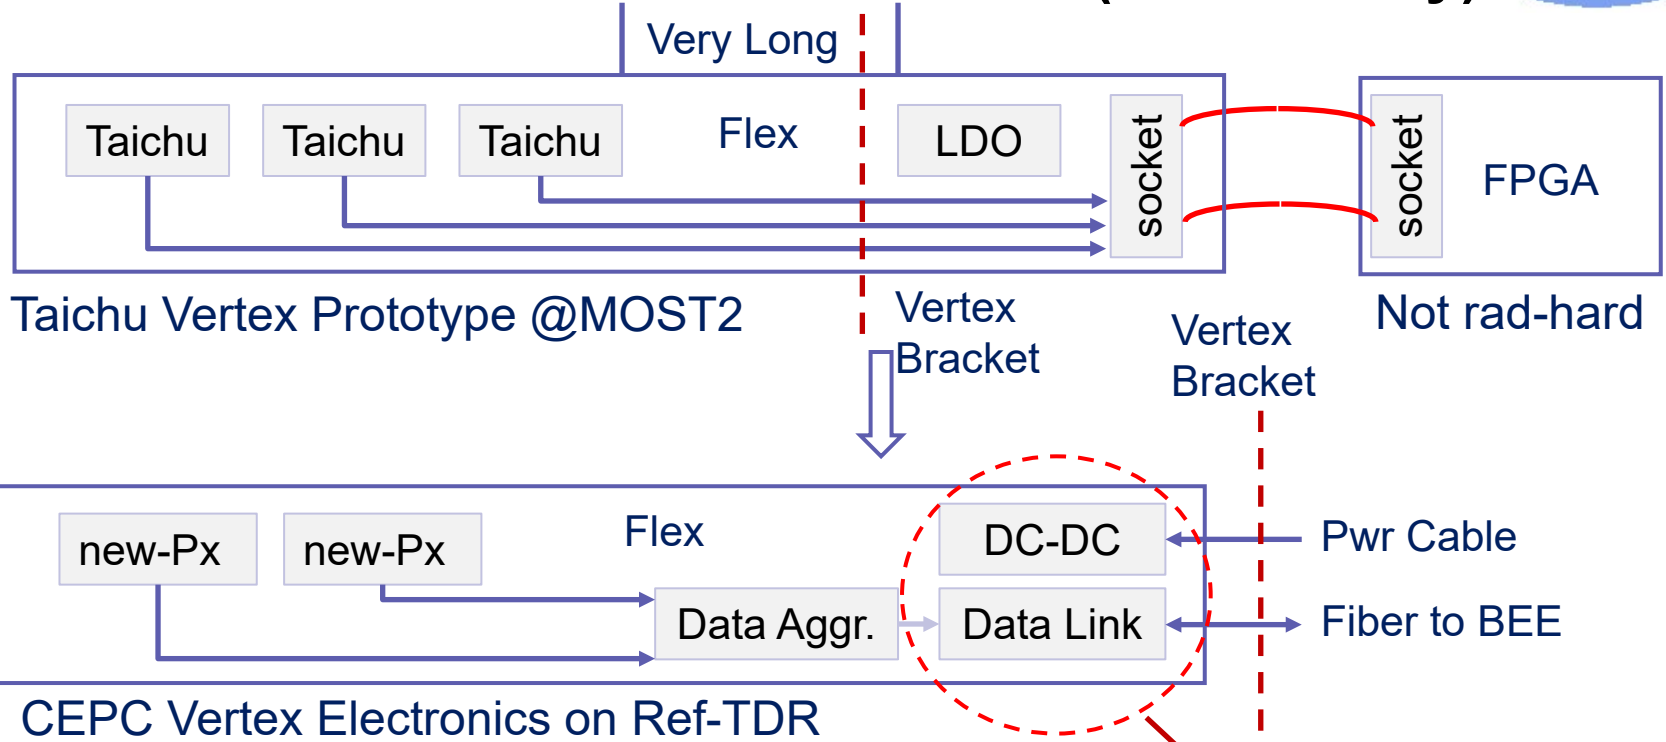 Very Long
Taichu
Taichu
Taichu
Flex
LDO
socket
socket
FPGA
Taichu Vertex Prototype @MOST2
Vertex
Bracket
Not rad-hard
Vertex
Bracket
new-Px
new-Px
Flex
DC-DC
Pwr Cable
Data Aggr.
Data Link
Fiber to BEE
CEPC Vertex Electronics on Ref-TDR